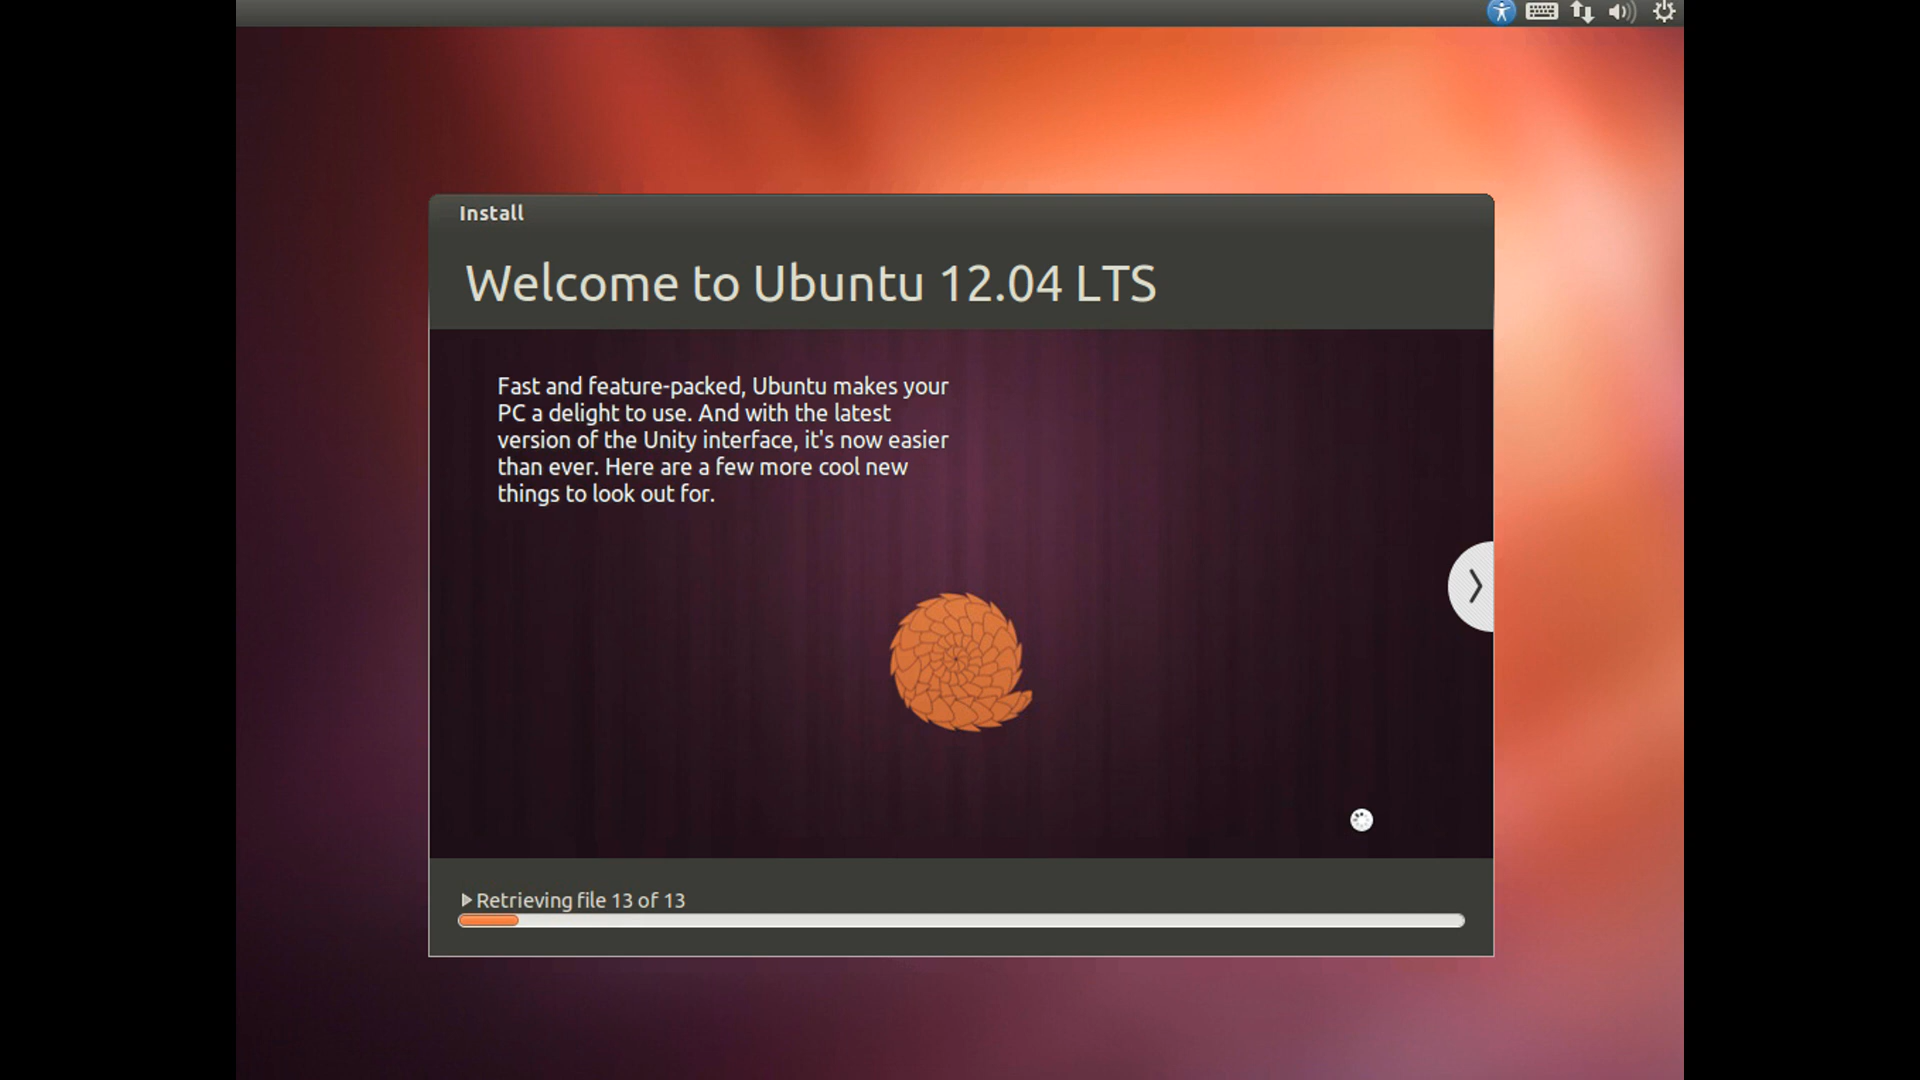 Install
Welcome to Ubuntu 12.04 LTS
Fast and feature-packed, Ubuntu makes your
PC a delight to use. And with the latest
version of the Unity interface, it's now easier
than ever. Here are a few more cool new
things to look out for.
Retrieving file 13 of 13